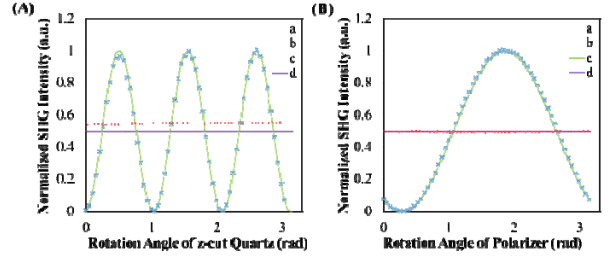 (A)
Normalized SHG Intensity (a.u.)
1.2
1
0.8
0.6
0.4
0.2
0
0 1 2 3
Rotation Angle of z-cut Quartz (rad)
a
b
c
d
(B)
Normalized SHG Intensity (a.u.)
1.2
1
0.8
0.6
0.4
0.2
0
0 1 2 3
Rotation Angle of Polarizer (rad)
a
b
c
d